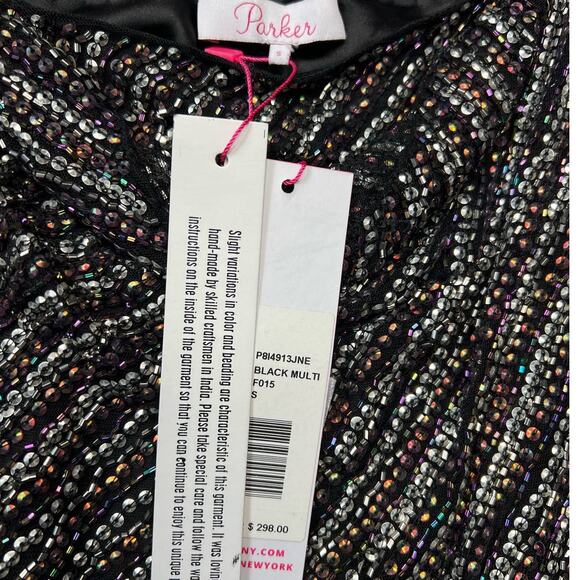 Parker
S
Slight variations in color and beading are characteristic of this garment. It was
hand-made by skilled craftsmen in India. Please take special care and follow the
instructions on the inside of the garment so that you can continue to enjoy this unique
P8I4913JNE
BLACK MULTI
F015
S
$ 298.00
NY.COM
NEWYORK